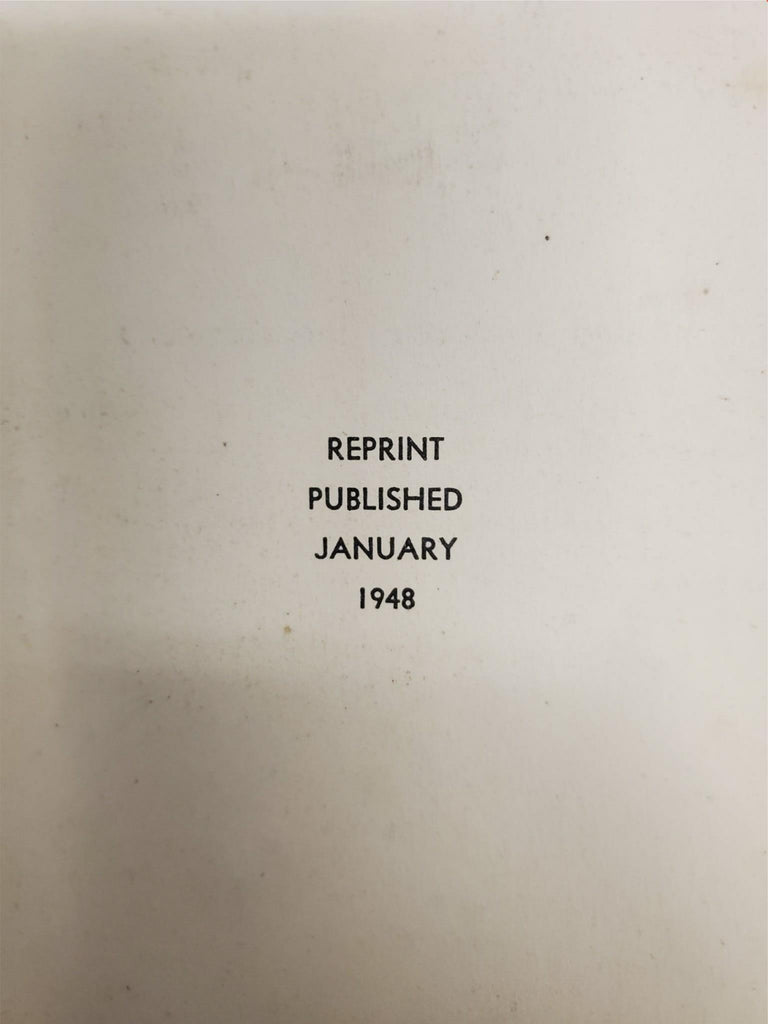 REPRINT
PUBLISHED
JANUARY
1948